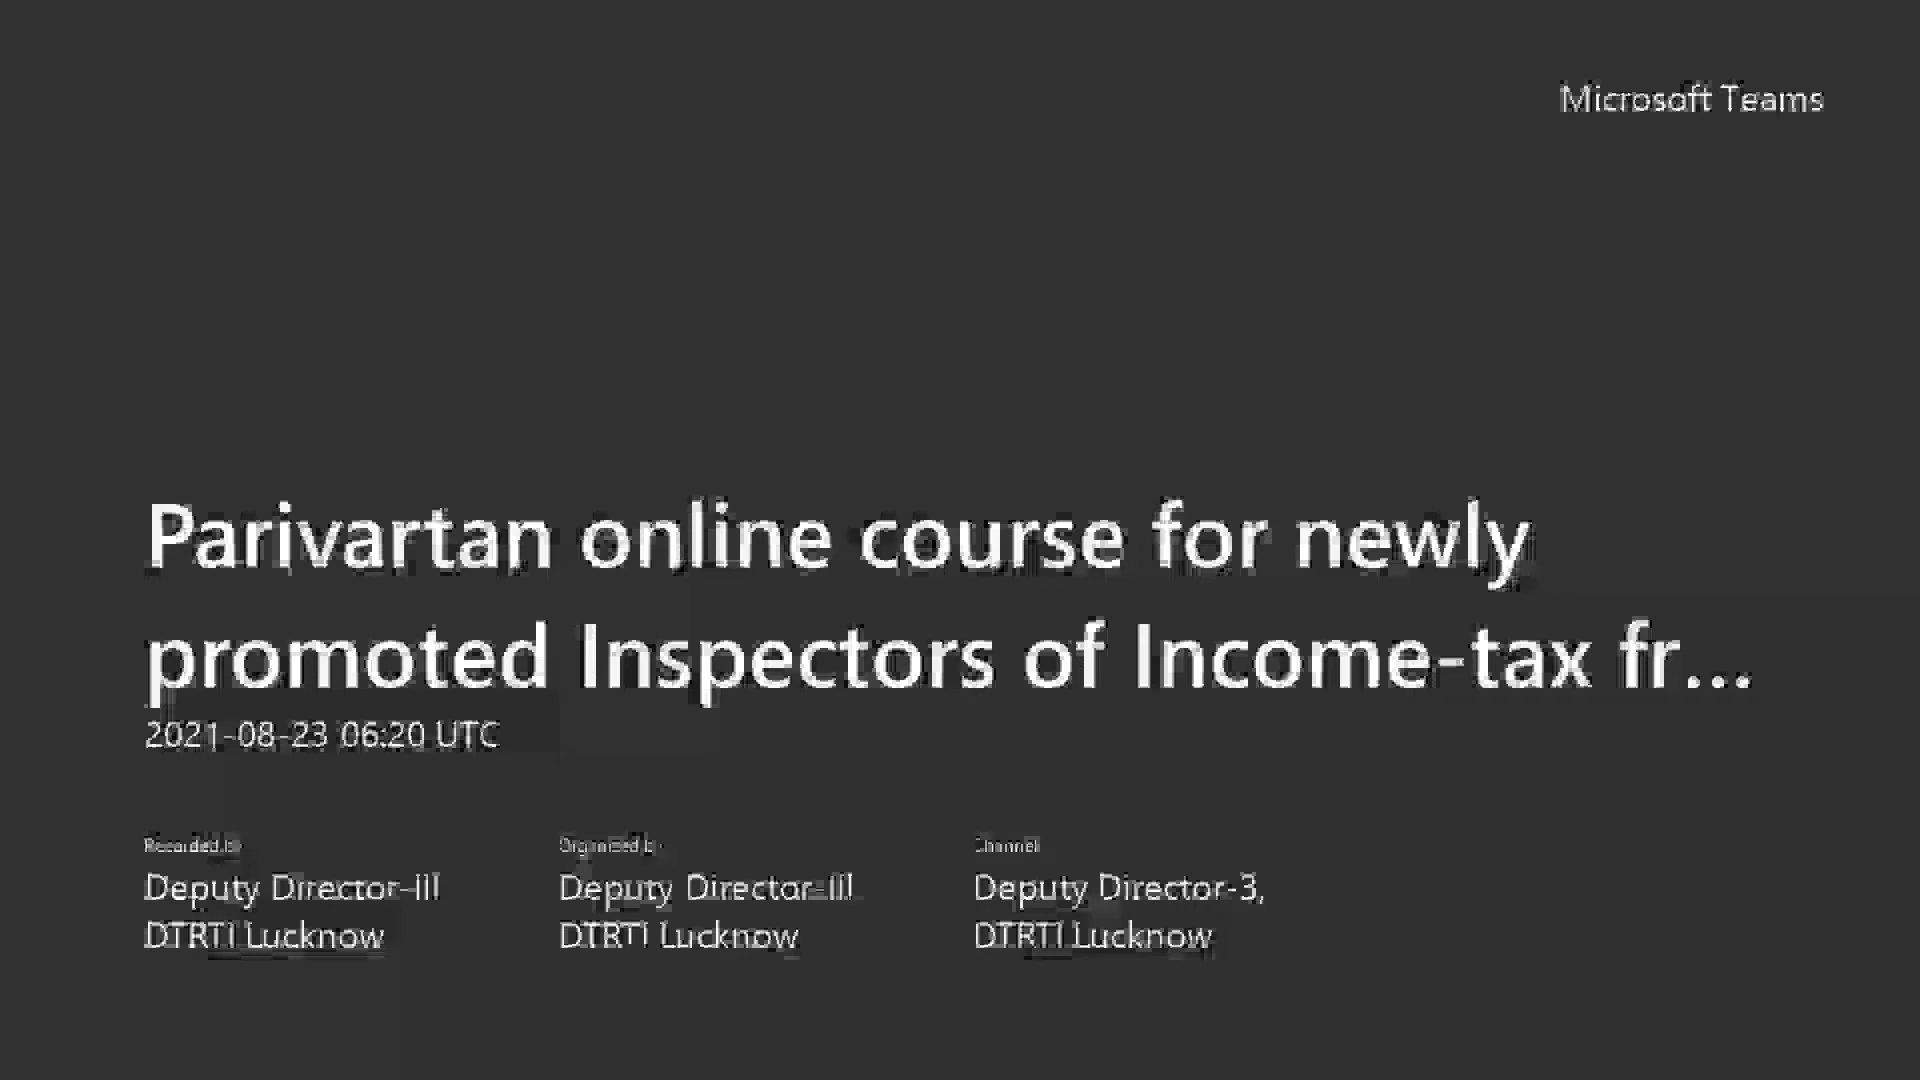 Microsoft Teams
Parivartan online course for newly
promoted Inspectors of Income-tax fr...
2021-08-23 06:20 UTC
Recorded by
Organized by
Channel
Deputy Director-III
DTRTI Lucknow
Deputy Director-III
DTRTI Lucknow
Deputy Director-3,
DTRTI Lucknow